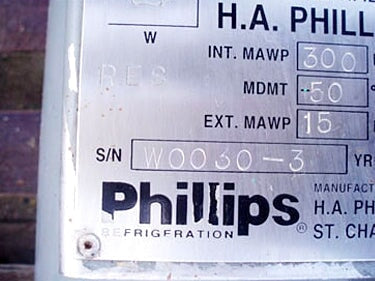 H.A. PHILL
W
INT. MAWP 300
RES
MDMT -50 °
EXT. MAWP 15
S/N W0030-3 YR
Phillips ®
REFRIGERATION
MANUFACT
H.A. PH
ST. CHA